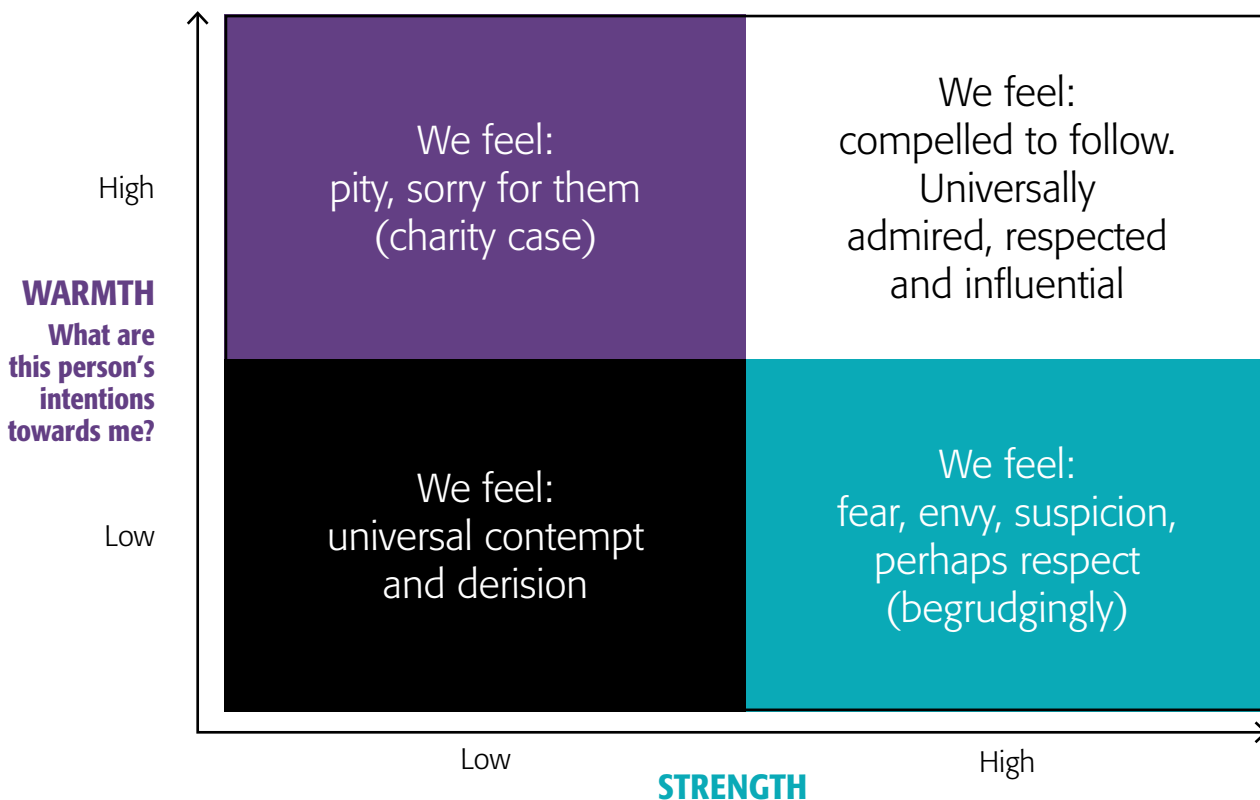 We feel:
pity, sorry for them
(charity case)
We feel:
compelled to follow.
Universally
admired, respected
and influential
High
WARMTH
What are
this person's
intentions
towards me?
Low
We feel:
universal contempt
and derision
We feel:
fear, envy, suspicion,
perhaps respect
(begrudgingly)
Low
High
STRENGTH